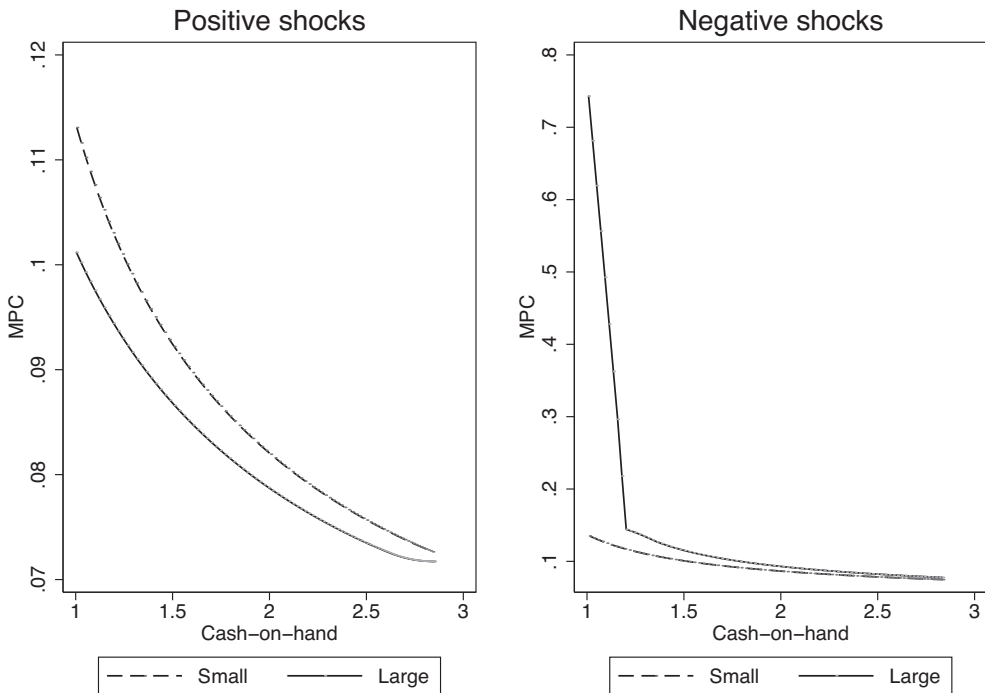 Positive shocks
.12
.11
.1
.09
.08
.07
MPC
1 1.5 2 2.5 3
Cash−on−hand
Small Large
Negative shocks
.8
.7
.6
.5
.4
.3
.2
.1
MPC
1 1.5 2 2.5 3
Cash−on−hand
Small Large